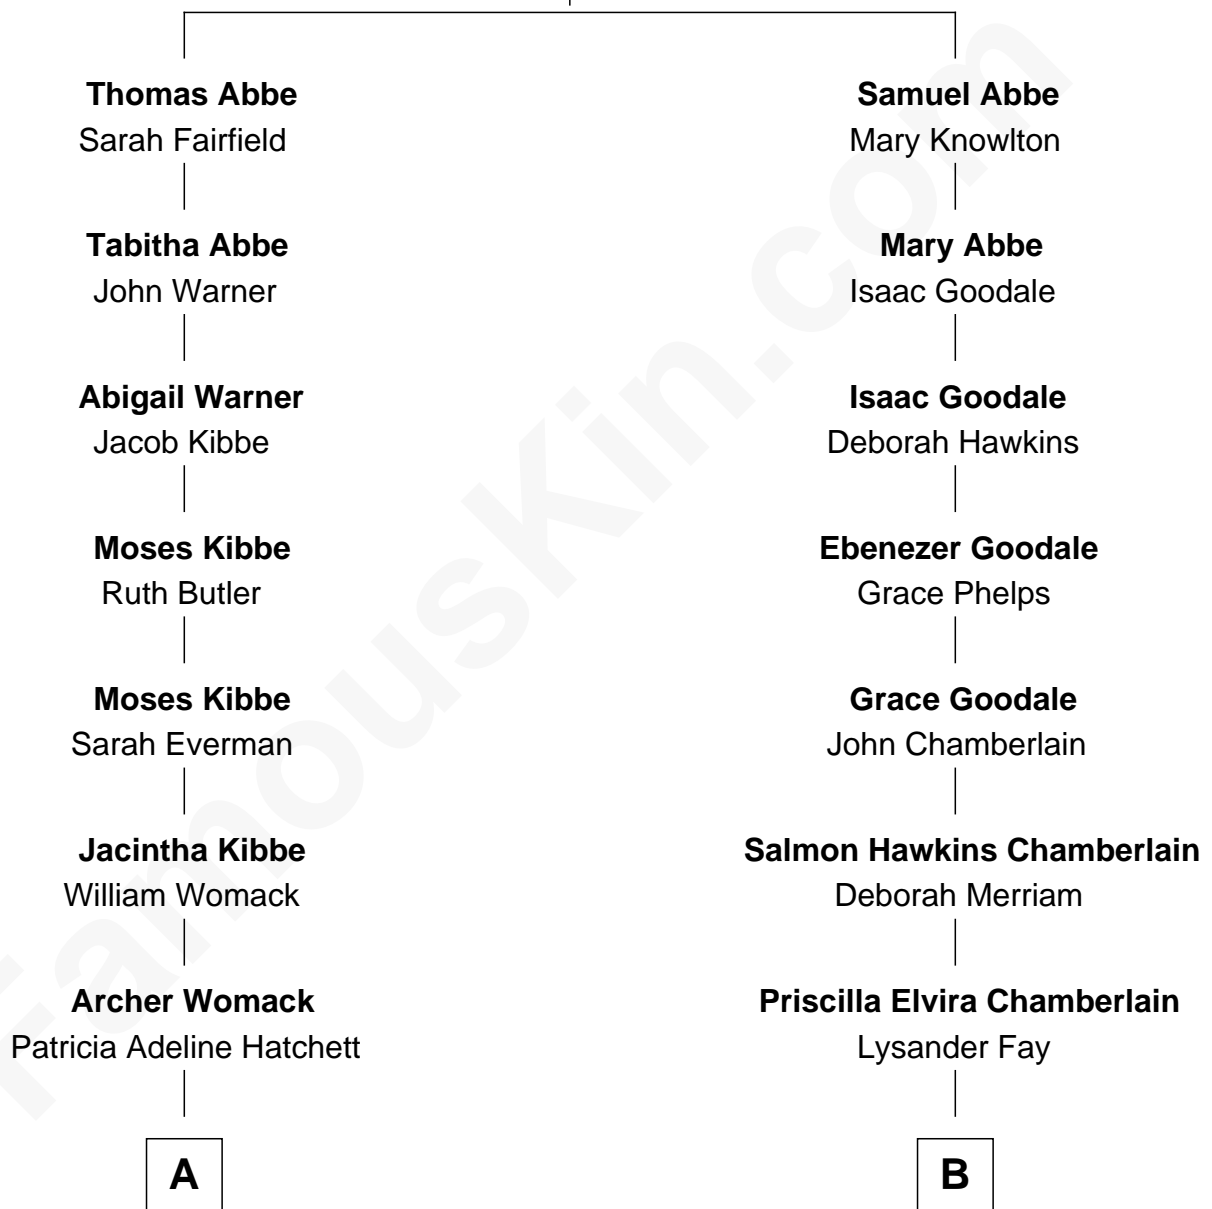 Thomas Abbe
Sarah Fairfield
Tabitha Abbe
John Warner
Abigail Warner
Jacob Kibbe
Moses Kibbe
Ruth Butler
Moses Kibbe
Sarah Everman
Jacintha Kibbe
William Womack
Archer Womack
Patricia Adeline Hatchett
A
Samuel Abbe
Mary Knowlton
Mary Abbe
Isaac Goodale
Isaac Goodale
Deborah Hawkins
Ebenezer Goodale
Grace Phelps
Grace Goodale
John Chamberlain
Salmon Hawkins Chamberlain
Deborah Merriam
Priscilla Elvira Chamberlain
Lysander Fay
B
FamousKin.com